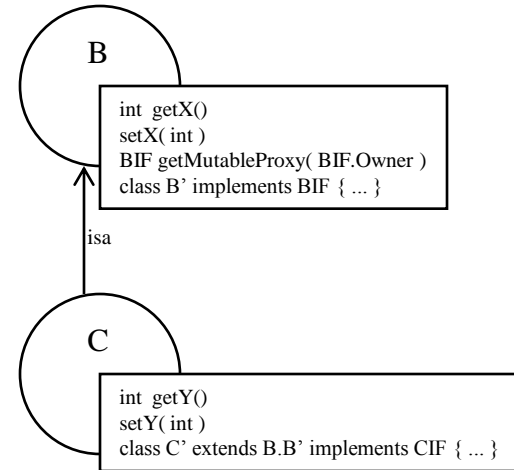 B
int getX()
setX( int )
BIF getMutableProxy( BIF.Owner )
class B’ implements BIF { ... }
isa
C
int getY()
setY( int )
class C’ extends B.B’ implements CIF { ... }